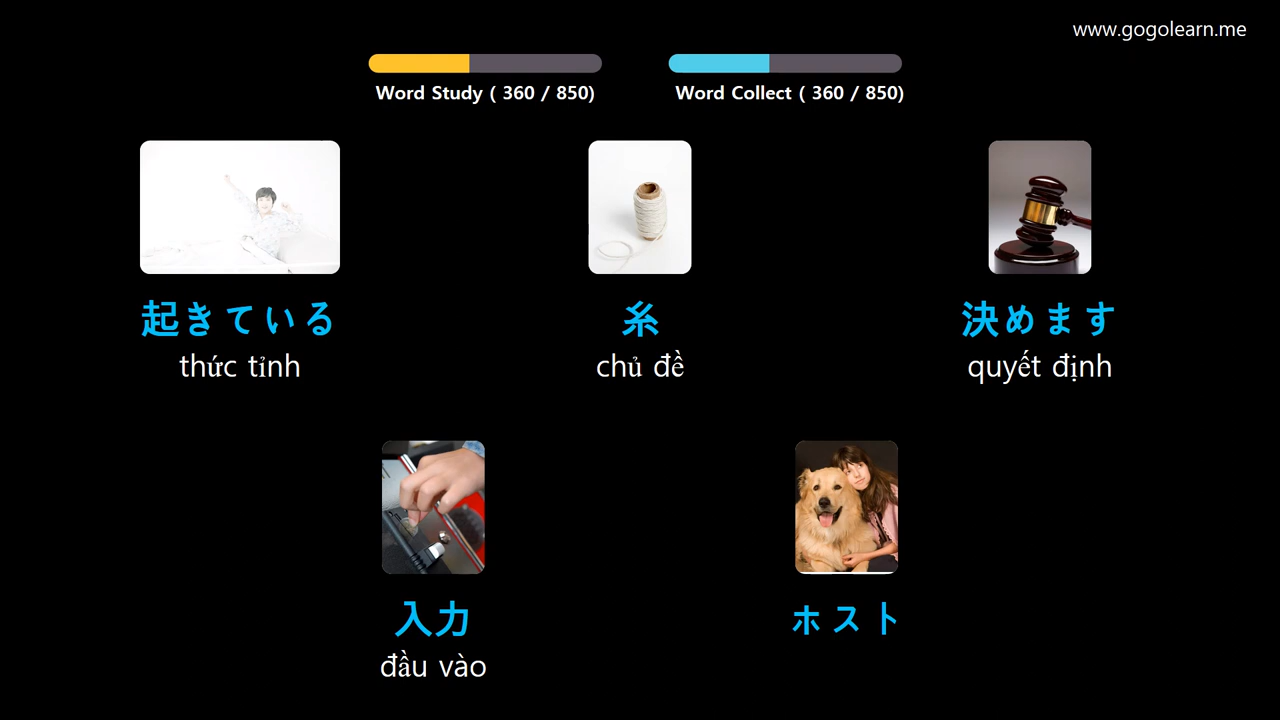 www.gogolearn.me
Word Study ( 360 / 850)
Word Collect ( 360 / 850)
起きている
thức tỉnh
糸
chủ đề
決めます
quyết định
入力
đầu vào
ホスト